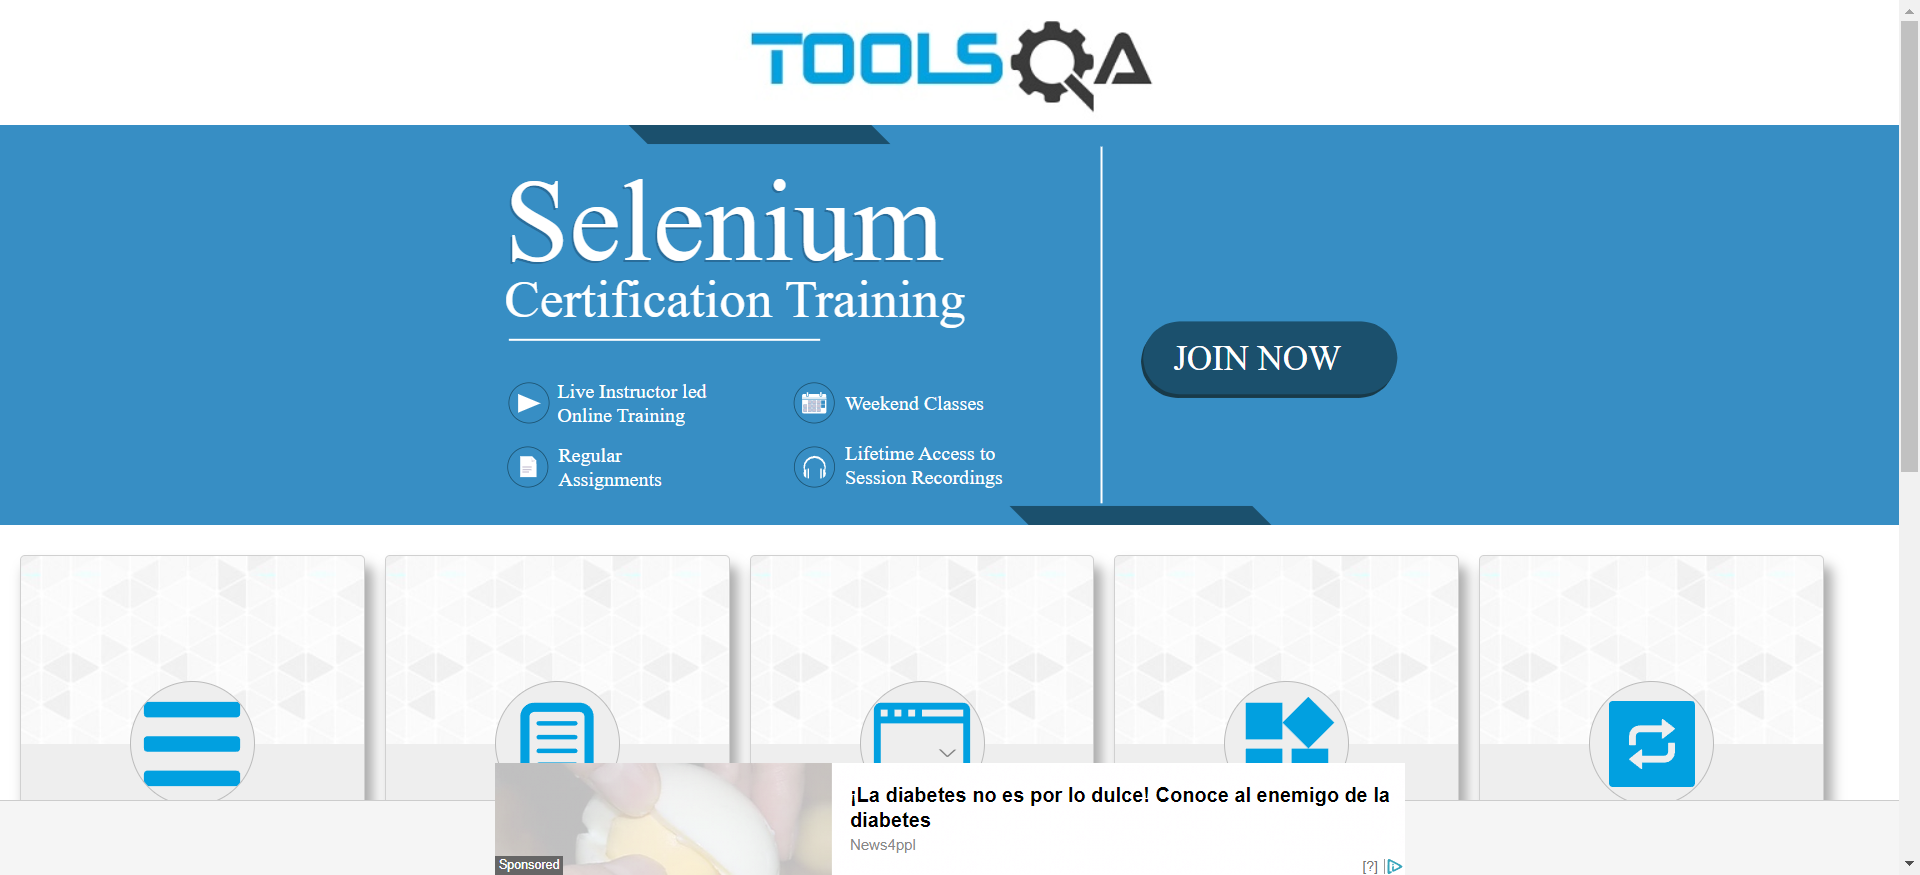 TOOLSQA
Selenium
Certification Training
JOIN NOW
Live Instructor led
Online Training
Weekend Classes
Regular
Assignments
Lifetime Access to
Session Recordings
¡La diabetes no es por lo dulce! Conoce al enemigo de la
diabetes
News4ppl
Sponsored
[?]